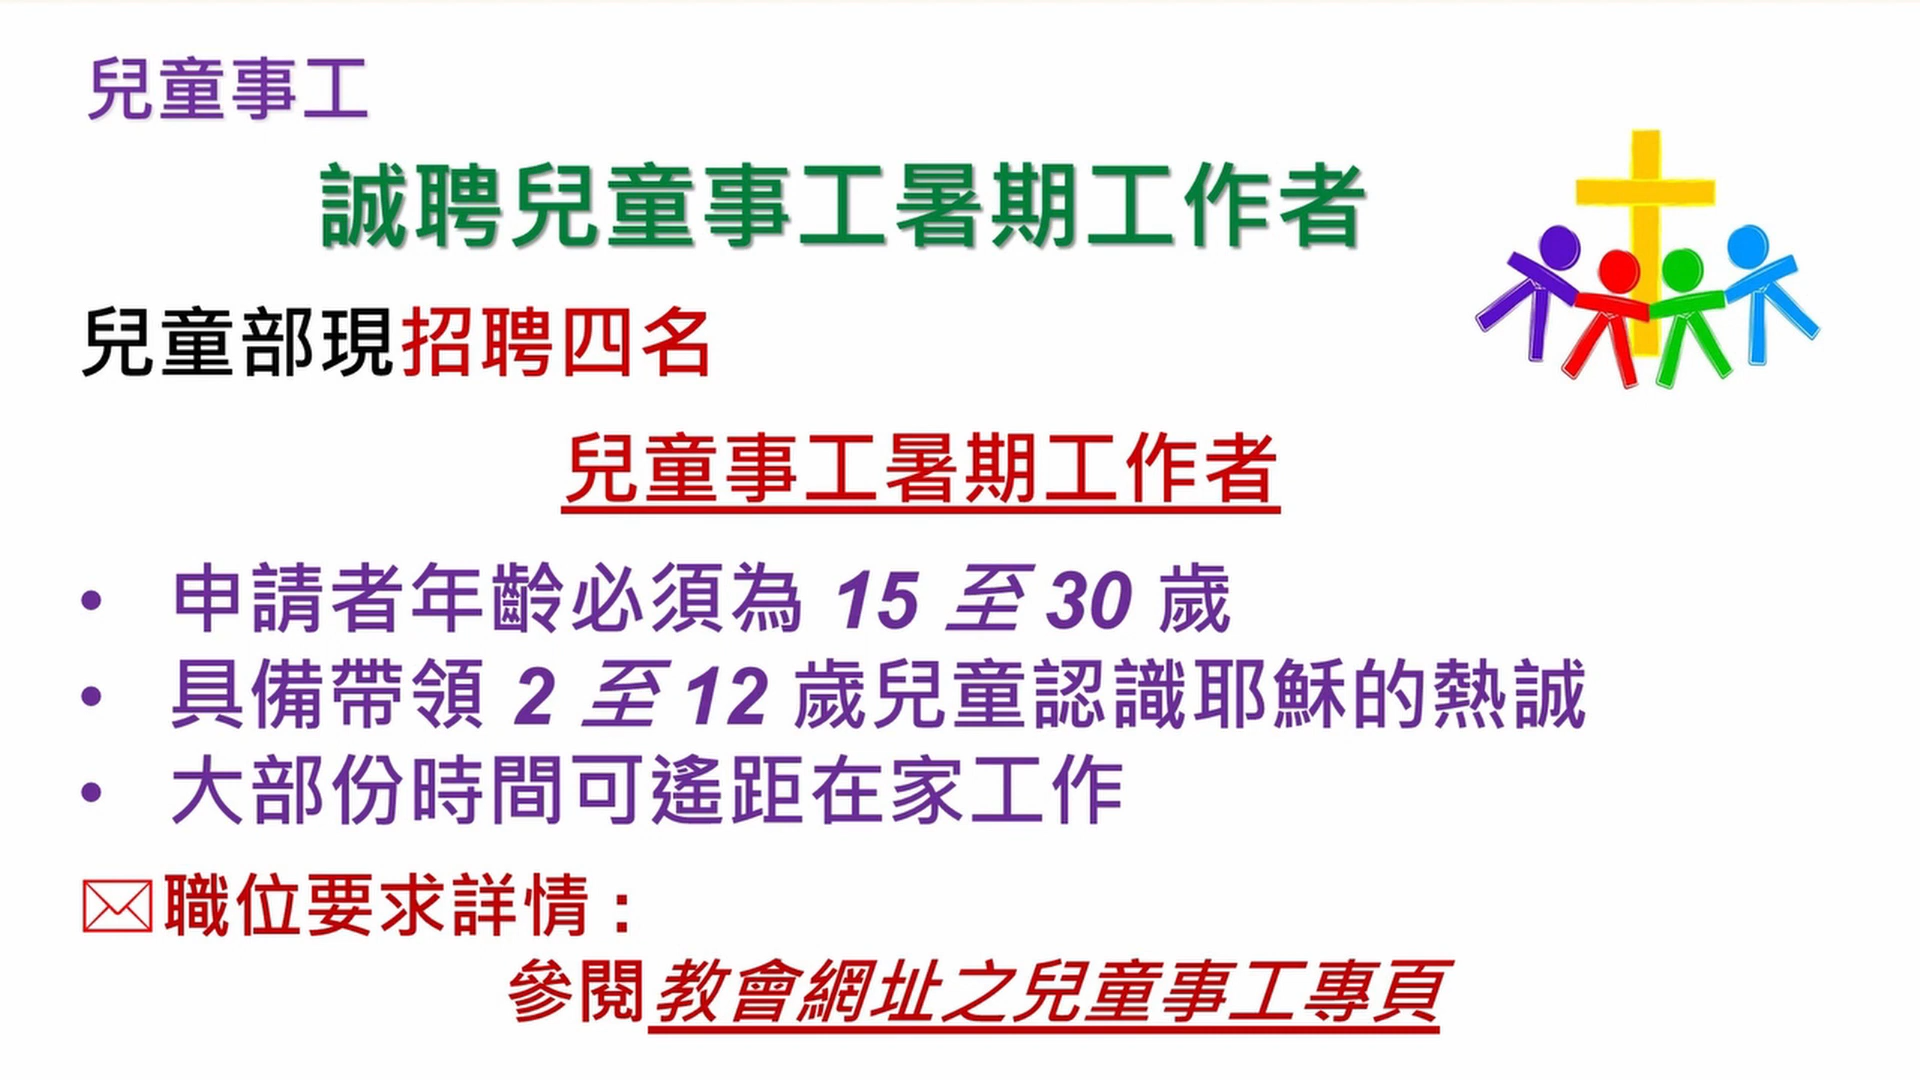 兒童事工
誠聘兒童事工暑期工作者
兒童部現招聘四名
兒童事工暑期工作者
• 申請者年齡必須為 15 至 30 歲
• 具備帶領 2 至 12 歲兒童認識耶穌的熱誠
• 大部份時間可遙距在家工作
職位要求詳情：
參閱教會網址之兒童事工專頁